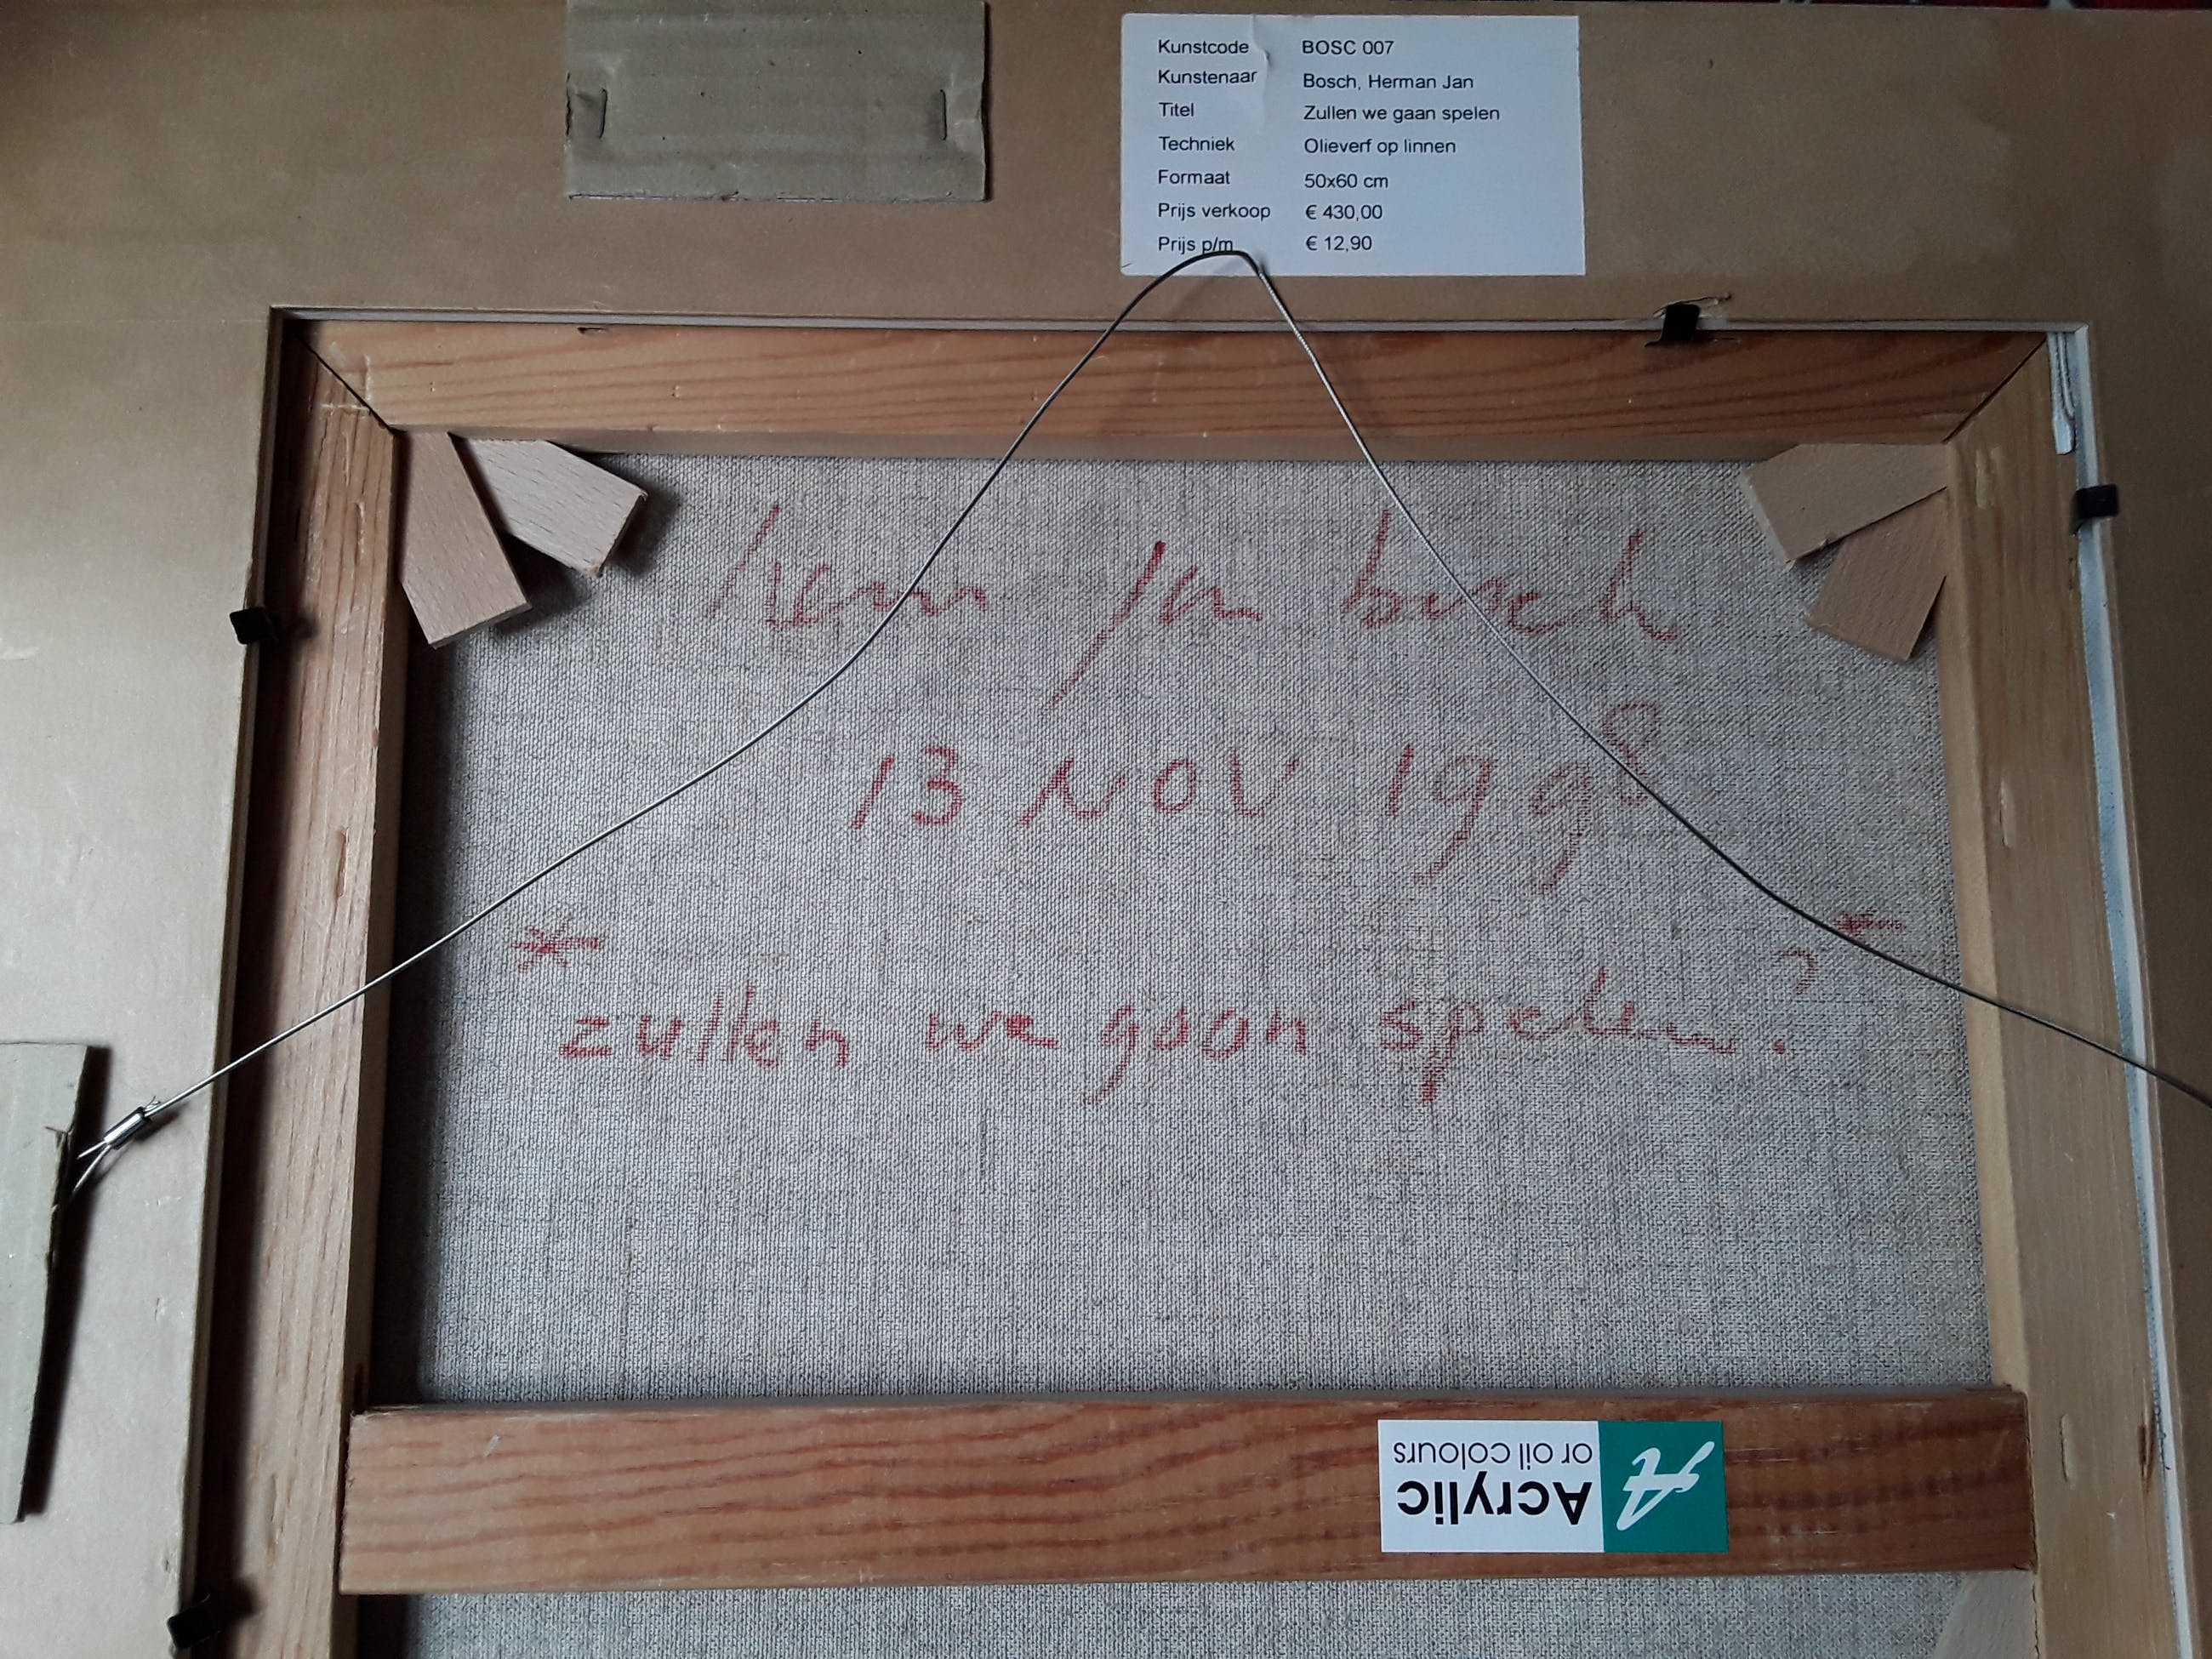 Kunstcode BOSC 007
Kunstenaar Bosch, Herman Jan
Titel Zullen we gaan spelen
Techniek Olieverf op linnen
Formaat 50x60 cm
Prijs verkoop € 430,00
Prijs p/m € 12,90
herm jan bosch
13 NOV 1998
* *
zullen we gaan spelen?
Acrylic
or oil colours